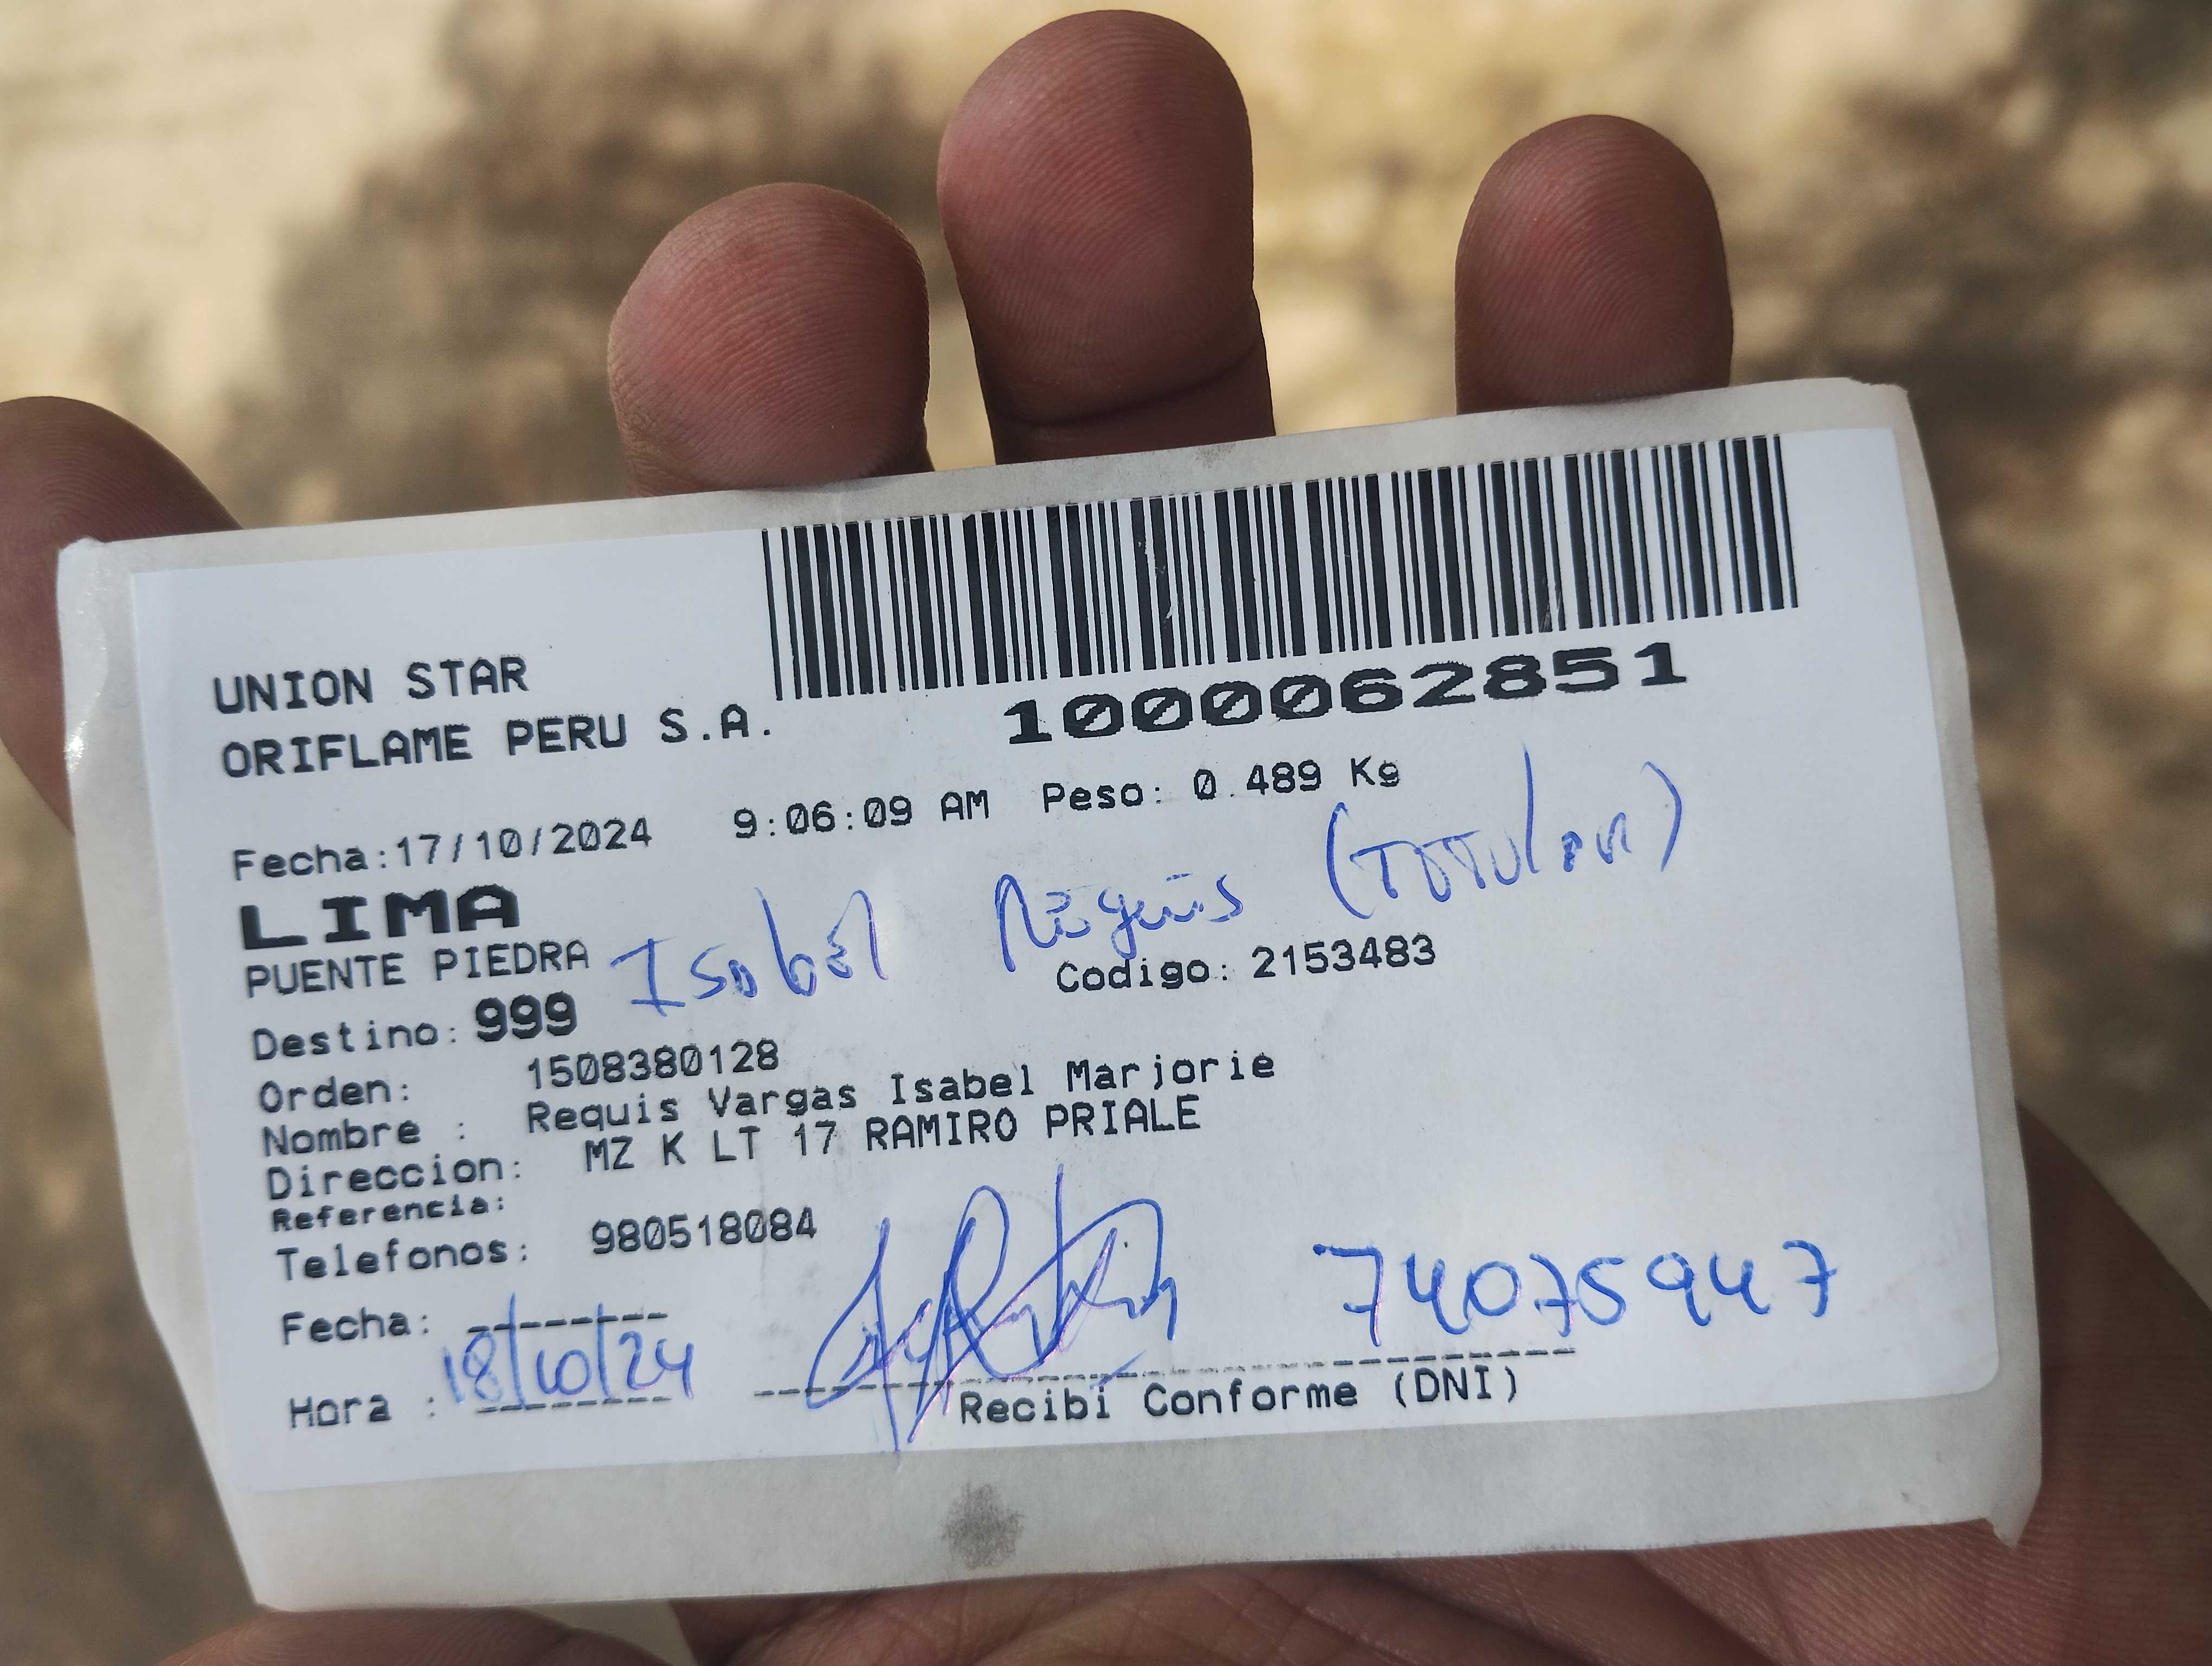 UNION STAR
ORIFLAME PERU S.A.
1000062851
Fecha:17/10/2024 9:06:09 AM Peso: 0.489 Kg
LIMA
PUENTE PIEDRA
Isabel Requis (TITULAR)
Destino: 999 Codigo: 2153483
Orden: 1508380128
Nombre : Requis Vargas Isabel Marjorie
Direccion: MZ K LT 17 RAMIRO PRIALE
Referencia:
Telefonos: 980518084
Fecha: --------
18/10/24
74075947
Hora : --------
Recibi Conforme (DNI)